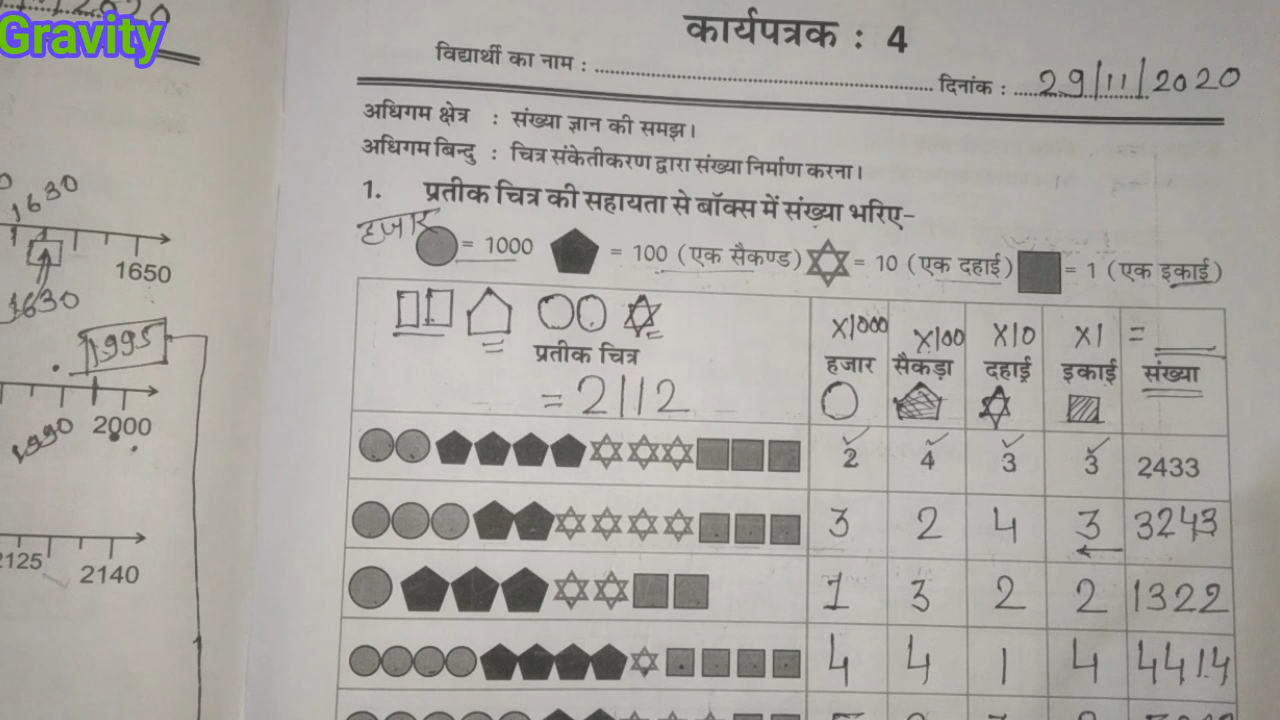 Gravity
कार्यपत्रक : 4
विद्यार्थी का नाम : दिनांक : 29/11/2020
अधिगम क्षेत्र : संख्या ज्ञान की समझ।
अधिगम बिन्दु : चित्र संकेतीकरण द्वारा संख्या निर्माण करना।
1. प्रतीक चित्र की सहायता से बॉक्स में संख्या भरिए-
हजार
= 1000 = 100 (एक सैकण्ड) = 10 (एक दहाई) = 1 (एक इकाई)
X1000 X100 X10 X1 =
प्रतीक चित्र हजार सैकड़ा दहाई इकाई संख्या
= 2112
2 4 3 3 2433
3 2 4 3 3243
1 3 2 2 1322
4 4 1 4 4414
1630
1650
1630
1995
1990 2000
2125 2140